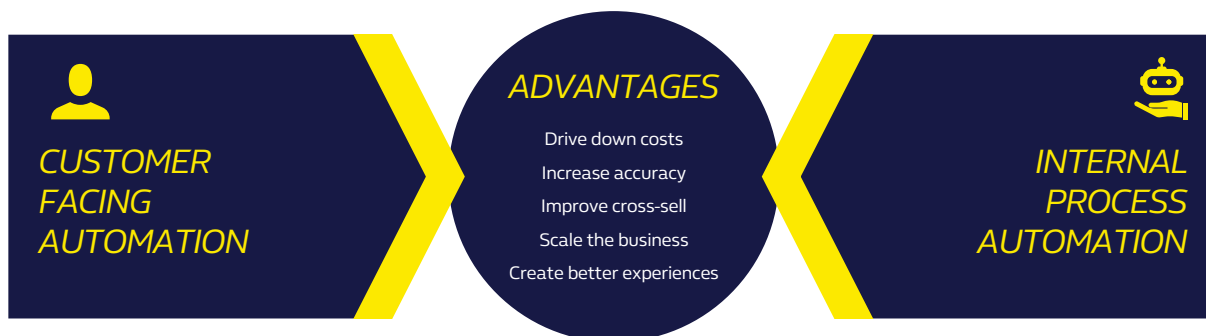 CUSTOMER
FACING
AUTOMATION
ADVANTAGES
Drive down costs
Increase accuracy
Improve cross-sell
Scale the business
Create better experiences
INTERNAL
PROCESS
AUTOMATION